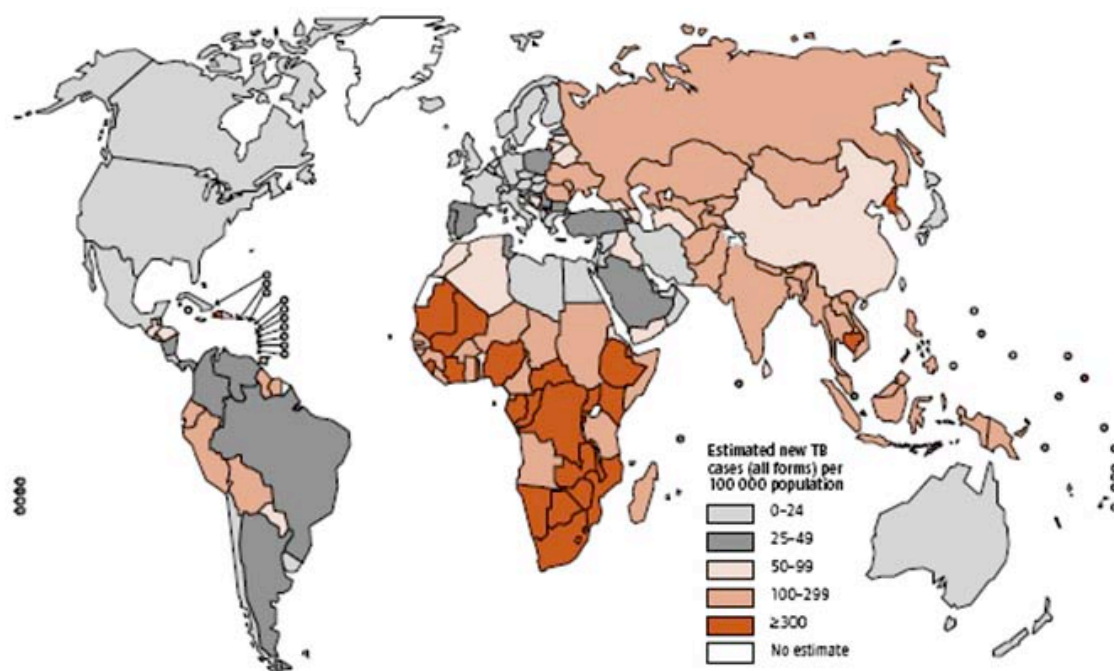 Estimated new TB
cases (all forms) per
100 000 population
0–24
25–49
50–99
100–299
≥300
No estimate